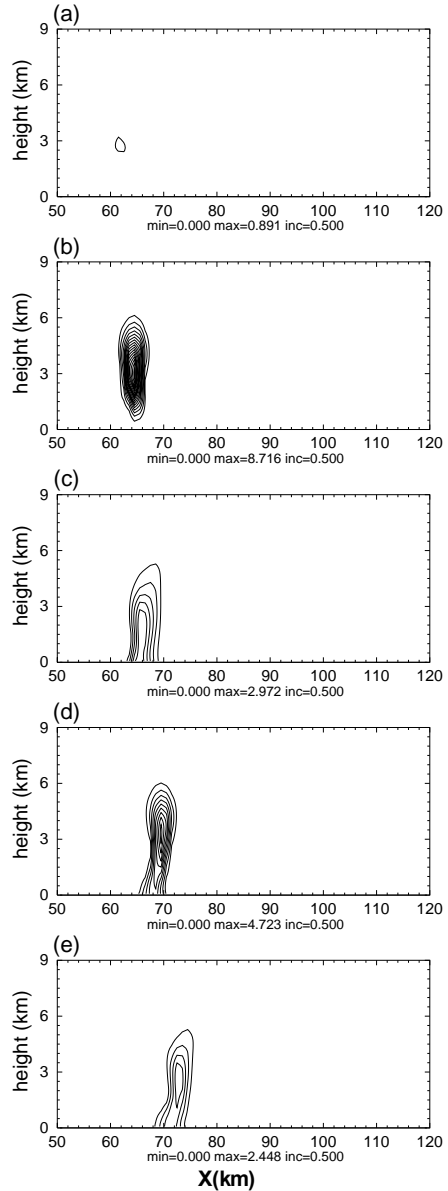 (a)
9
6
3
0
height (km)
50 60 70 80 90 100 110 120
min=0.000 max=0.891 inc=0.500
(b)
9
6
3
0
height (km)
50 60 70 80 90 100 110 120
min=0.000 max=8.716 inc=0.500
(c)
9
6
3
0
height (km)
50 60 70 80 90 100 110 120
min=0.000 max=2.972 inc=0.500
(d)
9
6
3
0
height (km)
50 60 70 80 90 100 110 120
min=0.000 max=4.723 inc=0.500
(e)
9
6
3
0
height (km)
50 60 70 80 90 100 110 120
min=0.000 max=2.448 inc=0.500
X(km)